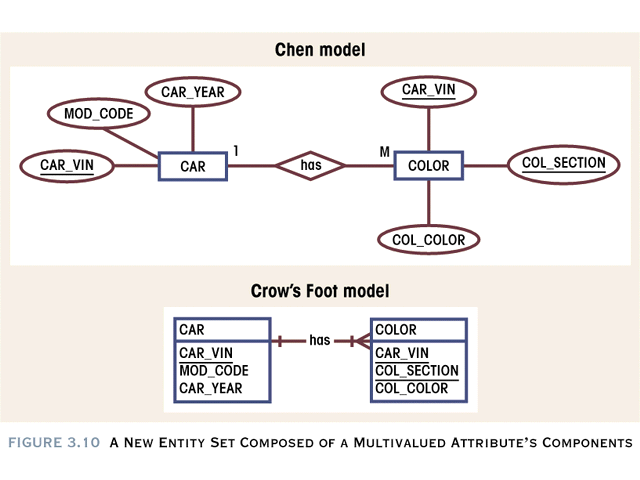 Chen model
CAR_YEAR
CAR_VIN
MOD_CODE
CAR_VIN
CAR
1
has
M
COLOR
COL_SECTION
COL_COLOR
Crow's Foot model
CAR
has
COLOR
CAR_VIN
MOD_CODE
CAR_YEAR
CAR_VIN
COL_SECTION
COL_COLOR
FIGURE 3.10 A NEW ENTITY SET COMPOSED OF A MULTIVALUED ATTRIBUTE'S COMPONENTS